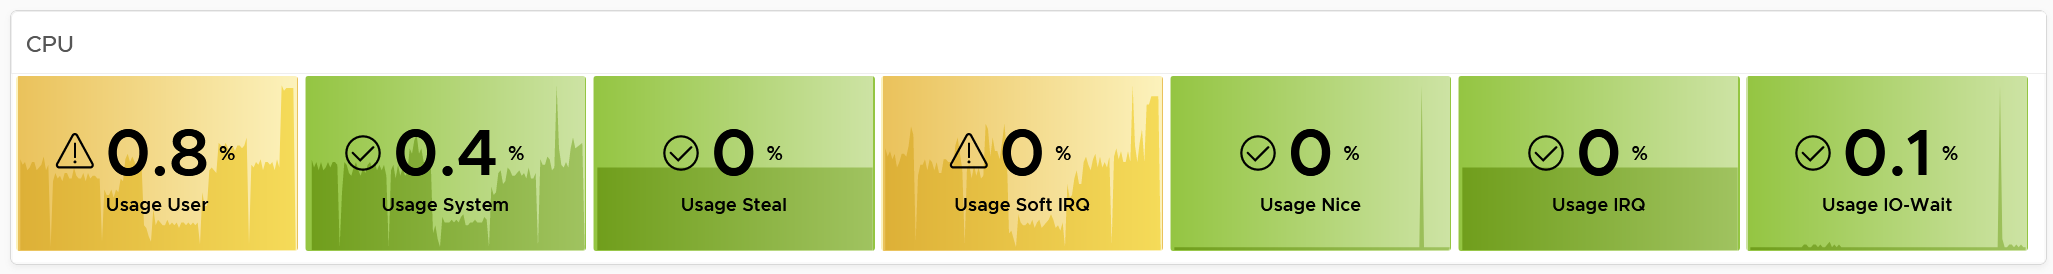 CPU
0.8 %
Usage User
0.4 %
Usage System
0 %
Usage Steal
0 %
Usage Soft IRQ
0 %
Usage Nice
0 %
Usage IRQ
0.1 %
Usage IO-Wait